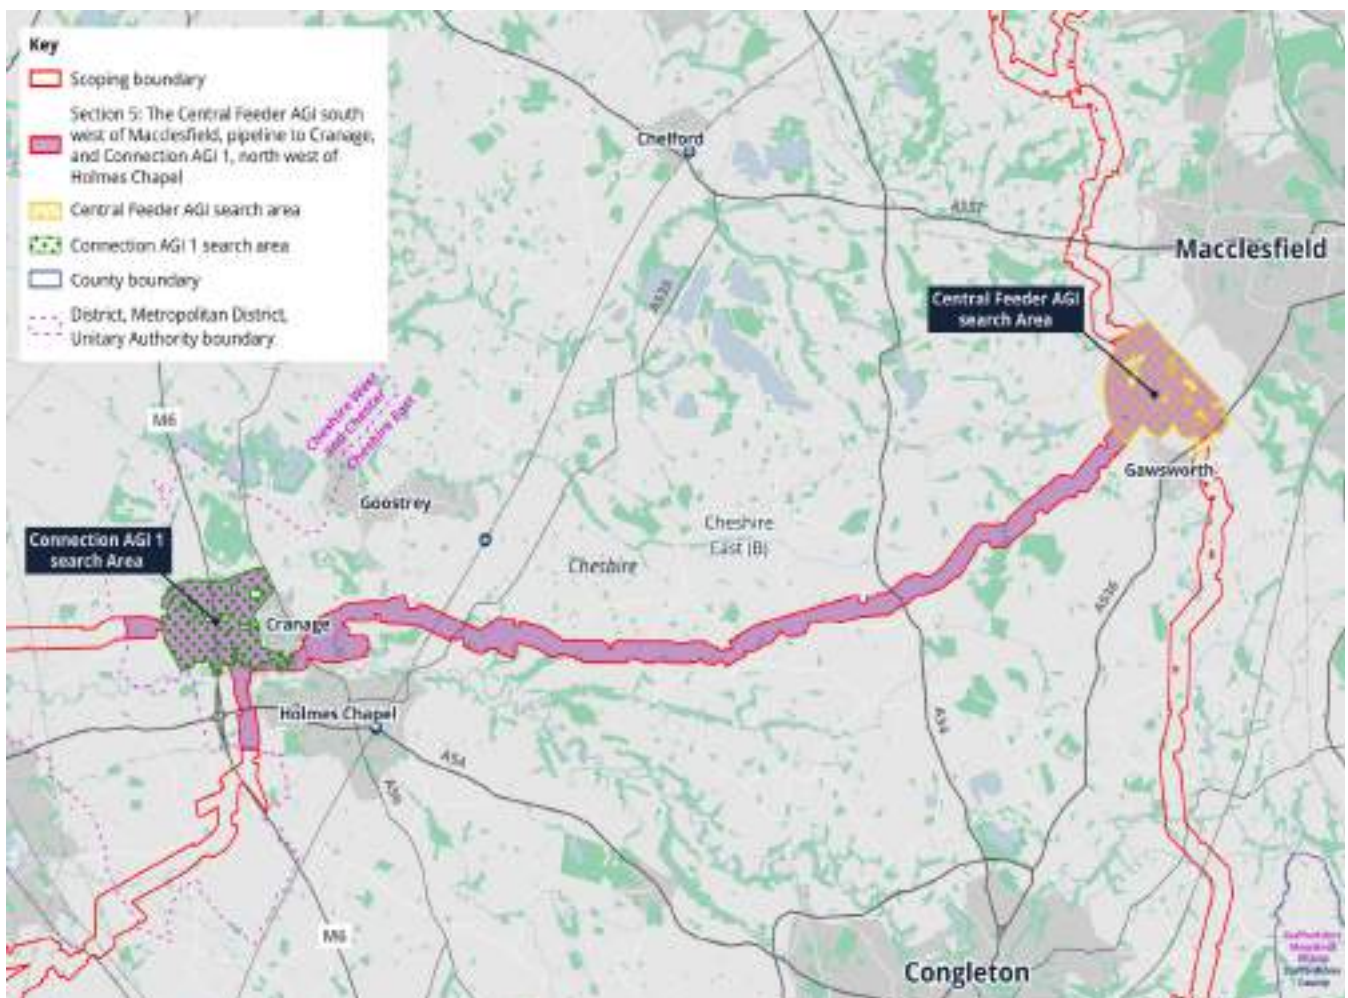 Key
Scoping boundary
Section 5: The Central Feeder AGI south
west of Macclesfield, pipeline to Cranage,
and Connection AGI 1, north west of
Holmes Chapel
Central Feeder AGI search area
Connection AGI 1 search area
County boundary
District, Metropolitan District,
Unitary Authority boundary
Chelford
A537
Macclesfield
A535
Central Feeder AGI
search Area
M6
Cheshire West
and Chester
Cheshire East
Gawsworth
Goostrey
Cheshire
East (B)
Cheshire
Connection AGI 1
search Area
Cranage
A536
Holmes Chapel
A34
A54
M6
Congleton